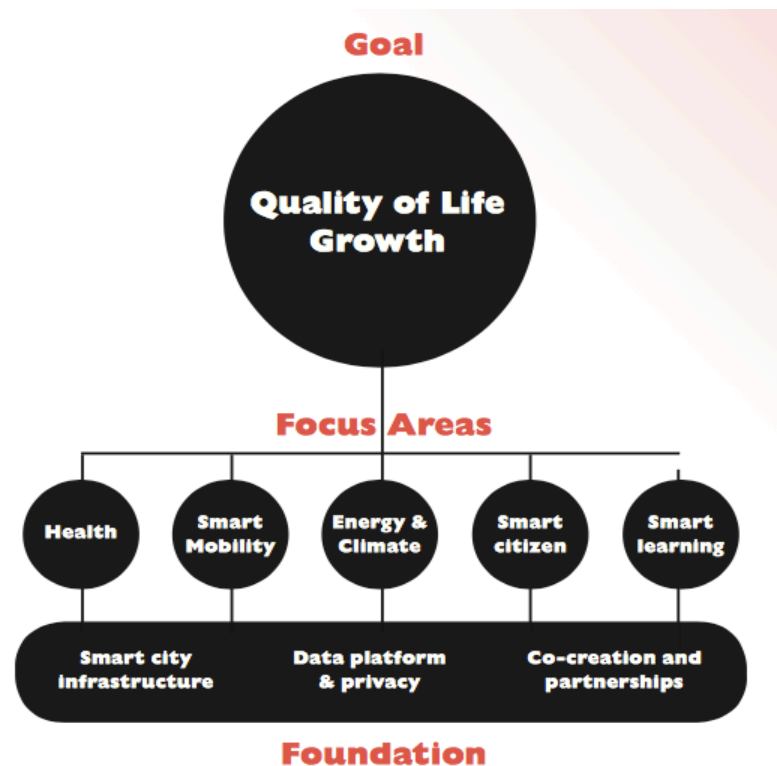 Goal
Quality of Life
Growth
Focus Areas
Health
Smart
Mobility
Energy &
Climate
Smart
citizen
Smart
learning
Smart city
infrastructure
Data platform
& privacy
Co-creation and
partnerships
Foundation